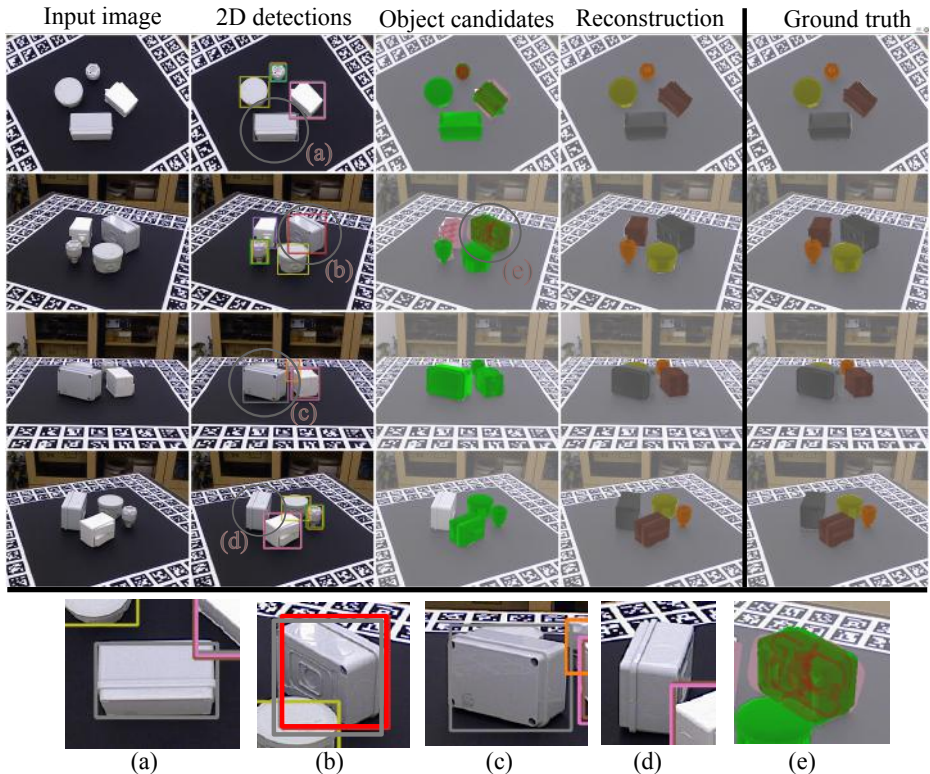 Input image 2D detections Object candidates Reconstruction Ground truth
(a)
(b) (e)
(c)
(d)
(a) (b) (c) (d) (e)